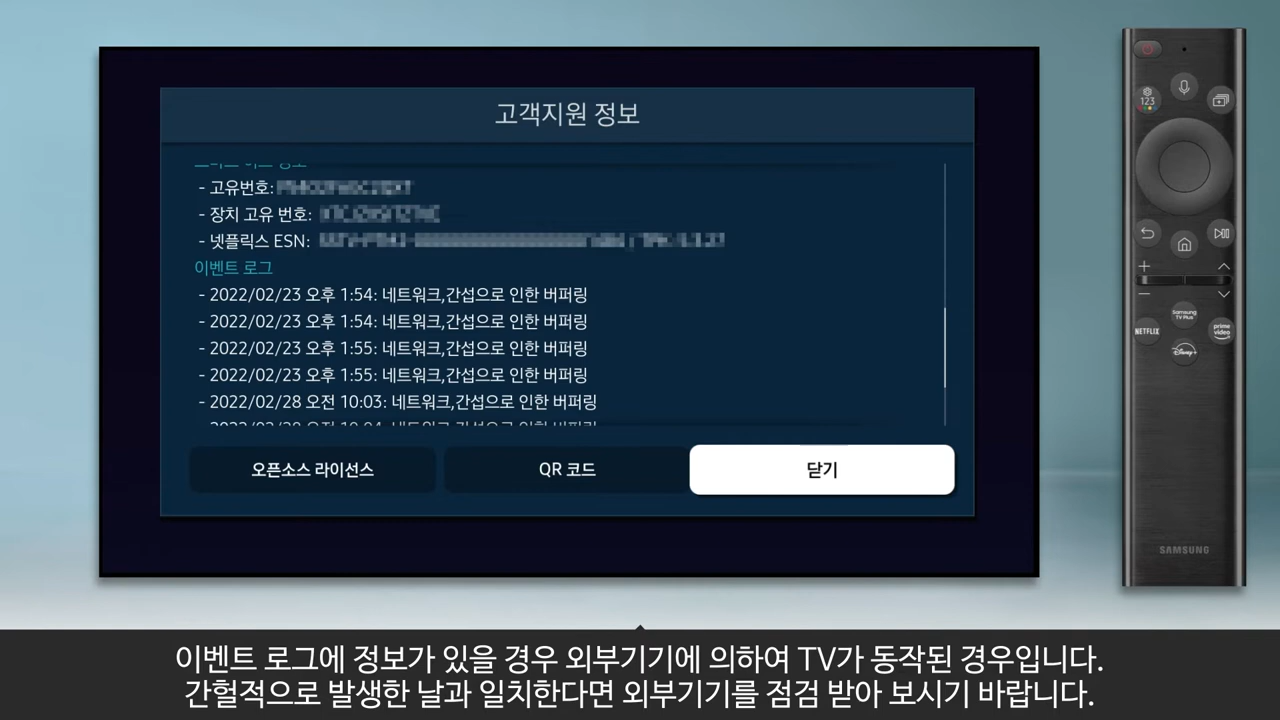 고객지원 정보
- 고유번호:
- 장치 고유 번호:
- 넷플릭스 ESN:
이벤트 로그
- 2022/02/23 오후 1:54: 네트워크,간섭으로 인한 버퍼링
- 2022/02/23 오후 1:54: 네트워크,간섭으로 인한 버퍼링
- 2022/02/23 오후 1:55: 네트워크,간섭으로 인한 버퍼링
- 2022/02/23 오후 1:55: 네트워크,간섭으로 인한 버퍼링
- 2022/02/28 오전 10:03: 네트워크,간섭으로 인한 버퍼링
오픈소스 라이선스
QR 코드
닫기
123
Samsung
TV Plus
NETFLIX
prime
video
Disney+
SAMSUNG
이벤트 로그에 정보가 있을 경우 외부기기에 의하여 TV가 동작된 경우입니다.
간헐적으로 발생한 날과 일치한다면 외부기기를 점검 받아 보시기 바랍니다.